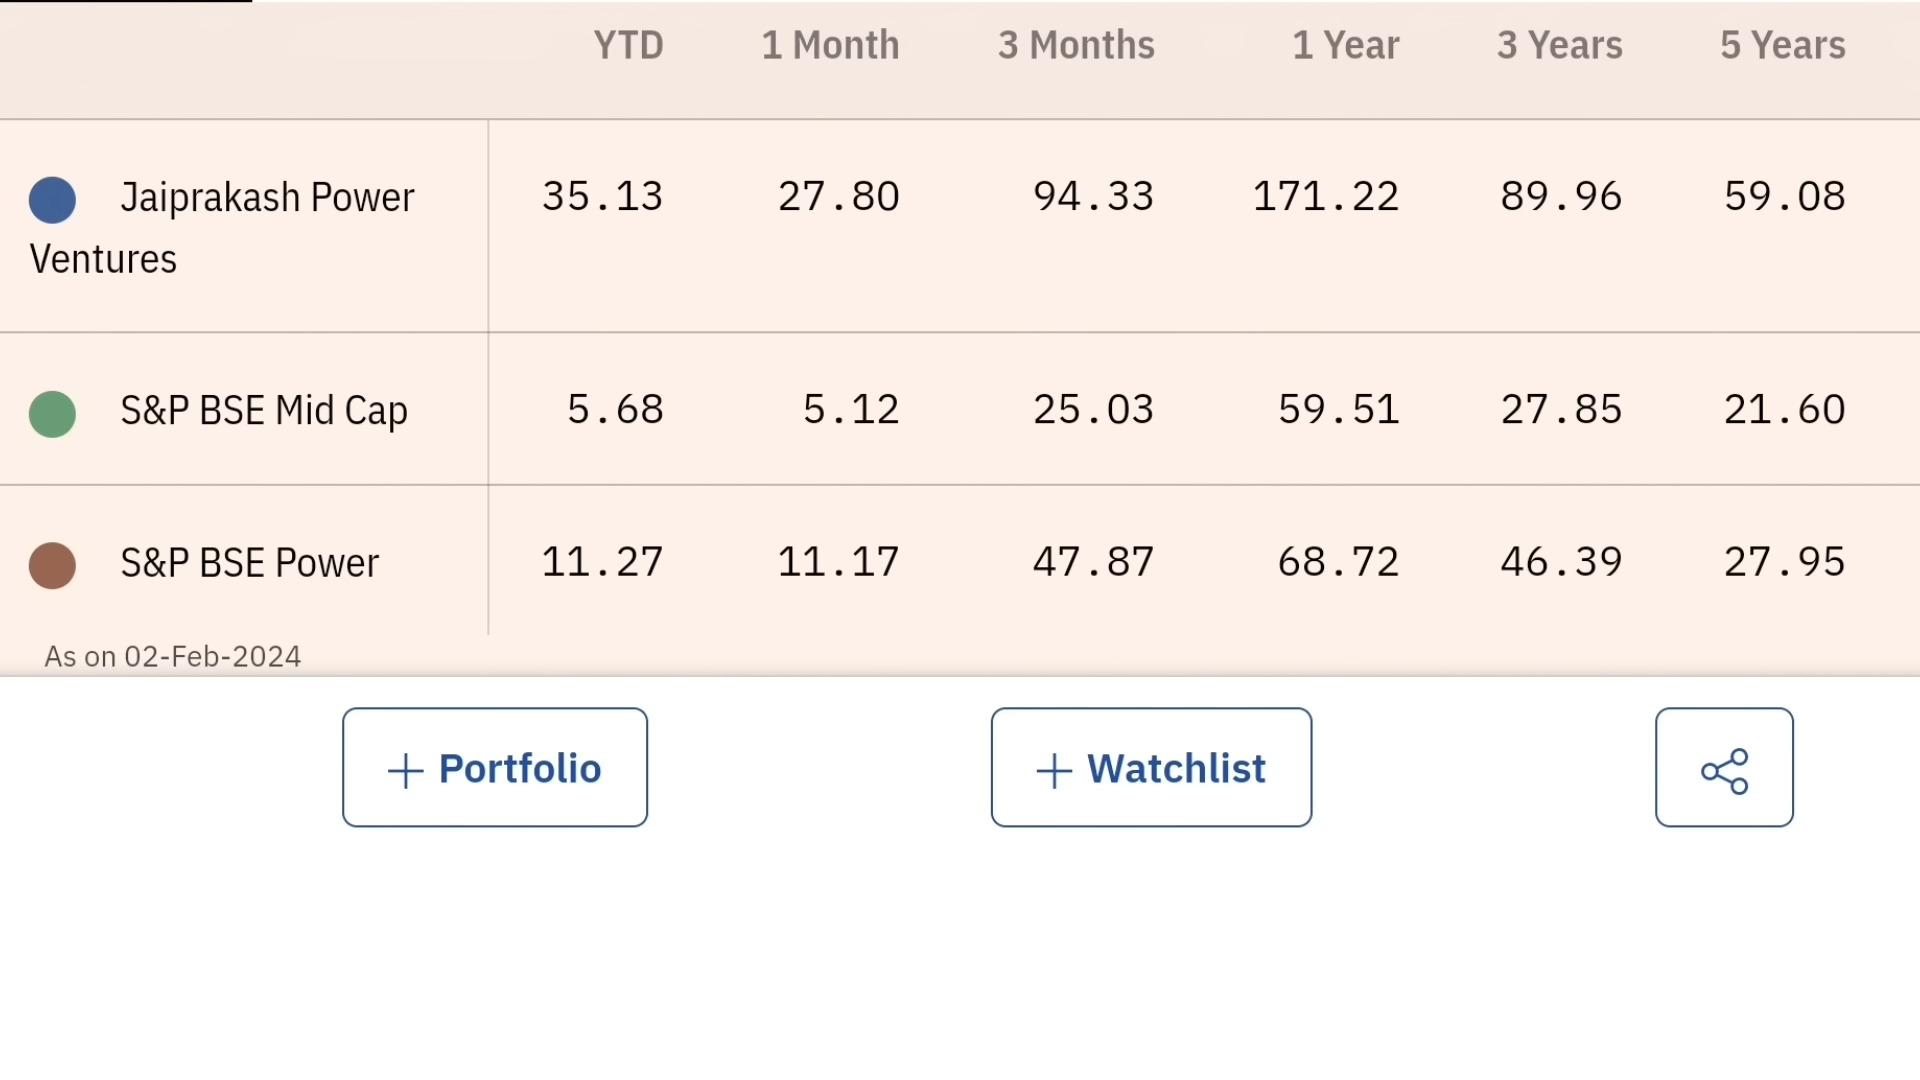 YTD 1 Month 3 Months 1 Year 3 Years 5 Years
Jaiprakash Power 35.13 27.80 94.33 171.22 89.96 59.08
Ventures
S&P BSE Mid Cap 5.68 5.12 25.03 59.51 27.85 21.60
S&P BSE Power 11.27 11.17 47.87 68.72 46.39 27.95
As on 02-Feb-2024
+ Portfolio + Watchlist